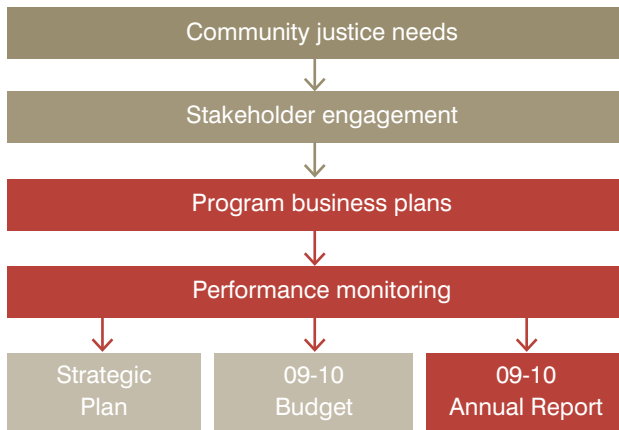 Community justice needs
Stakeholder engagement
Program business plans
Performance monitoring
Strategic
Plan
09-10
Budget
09-10
Annual Report